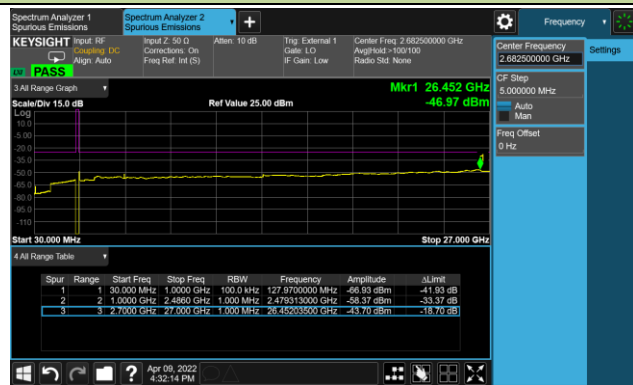 Spectrum Analyzer 1
Spurious Emissions
Spectrum Analyzer 2
Spurious Emissions
+
Frequency
KEYSIGHT
Input: RF
Coupling: DC
Align: Auto
Input Z: 50 Ω
Corrections: On
Freq Ref: Int (S)
Atten: 10 dB
Trig: External 1
Gate: LO
IF Gain: Low
Center Freq: 2.682500000 GHz
Avg|Hold:>100/100
Radio Std: None
PASS
Center Frequency
2.682500000 GHz
Settings
CF Step
5.000000 MHz
Auto
Man
Freq Offset
0 Hz
3 All Range Graph
Mkr1 26.452 GHz
Scale/Div 15.0 dB
Ref Value 25.00 dBm
-46.97 dBm
Log
10.0
-5.00
-20.0
-35.0
-50.0
-65.0
-80.0
-95.0
-110
Start 30.000 MHz
Stop 27.000 GHz
4 All Range Table
Spur Range Start Freq Stop Freq RBW Frequency Amplitude ΔLimit
1 1 30.000 MHz 1.0000 GHz 100.0 kHz 127.9700000 MHz -66.93 dBm -41.93 dB
2 2 1.0000 GHz 2.4860 GHz 1.000 MHz 2.479313000 GHz -58.37 dBm -33.37 dB
3 3 2.7000 GHz 27.000 GHz 1.000 MHz 26.45203500 GHz -43.70 dBm -18.70 dB
?
Apr 09, 2022
4:32:14 PM